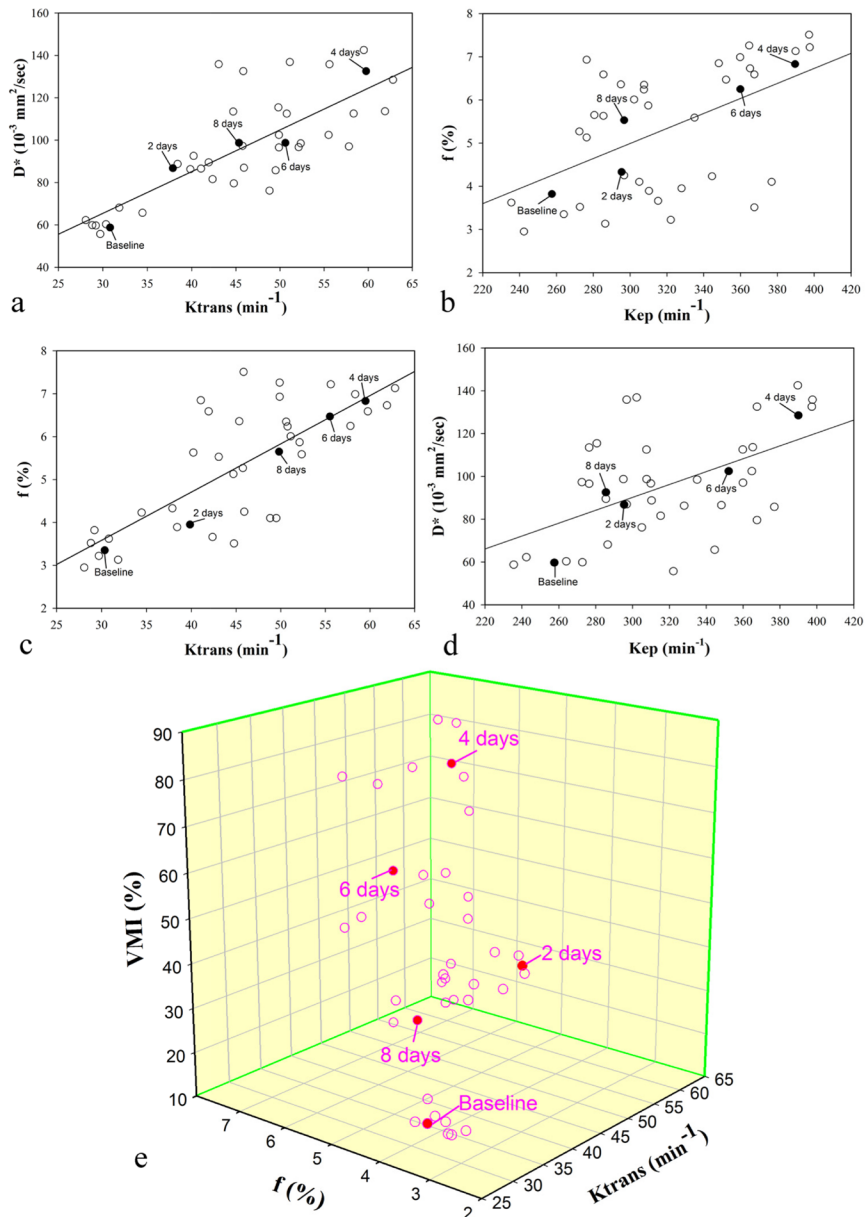 160
140
120
100
80
60
40
D* (10⁻³ mm²/sec)
4 days
2 days
8 days
6 days
Baseline
25 30 35 40 45 50 55 60 65
Ktrans (min⁻¹)
a
8
7
6
5
4
3
2
f (%)
4 days
8 days
6 days
2 days
Baseline
220 240 260 280 300 320 340 360 380 400 420
Kep (min⁻¹)
b
8
7
6
5
4
3
2
f (%)
4 days
6 days
8 days
2 days
Baseline
25 30 35 40 45 50 55 60 65
Ktrans (min⁻¹)
c
160
140
120
100
80
60
40
D* (10⁻³ mm²/sec)
4 days
8 days
6 days
2 days
Baseline
220 240 260 280 300 320 340 360 380 400 420
Kep (min⁻¹)
d
90
80
70
60
50
40
30
20
10
VMI (%)
4 days
6 days
2 days
8 days
Baseline
7 6 5 4 3 2
f (%)
25 30 35 40 45 50 55 60 65
Ktrans (min⁻¹)
e